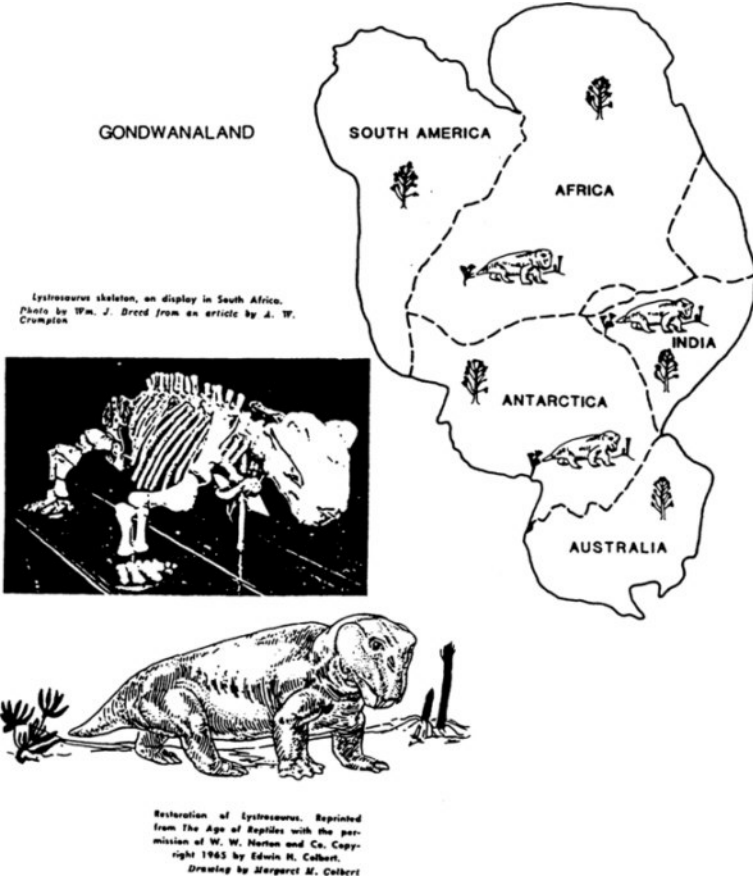 GONDWANALAND
SOUTH AMERICA
AFRICA
INDIA
ANTARCTICA
AUSTRALIA
Lystrosaurus skeleton, on display in South Africa.
Photo by Wm. J. Breed from an article by A. W.
Crompton
Restoration of Lystrosaurus. Reprinted
from The Age of Reptiles with the per-
mission of W. W. Norton and Co. Copy-
right 1965 by Edwin H. Colbert.
Drawing by Margaret M. Colbert